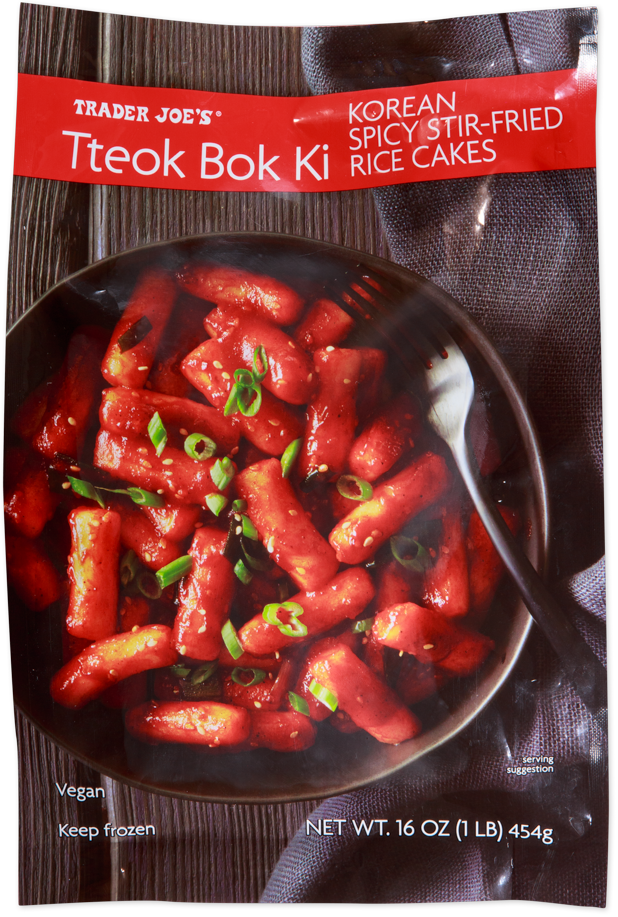 TRADER JOE'S®
Tteok Bok Ki
KOREAN
SPICY STIR-FRIED
RICE CAKES
serving
suggestion
Vegan
Keep frozen
NET WT. 16 OZ (1 LB) 454g